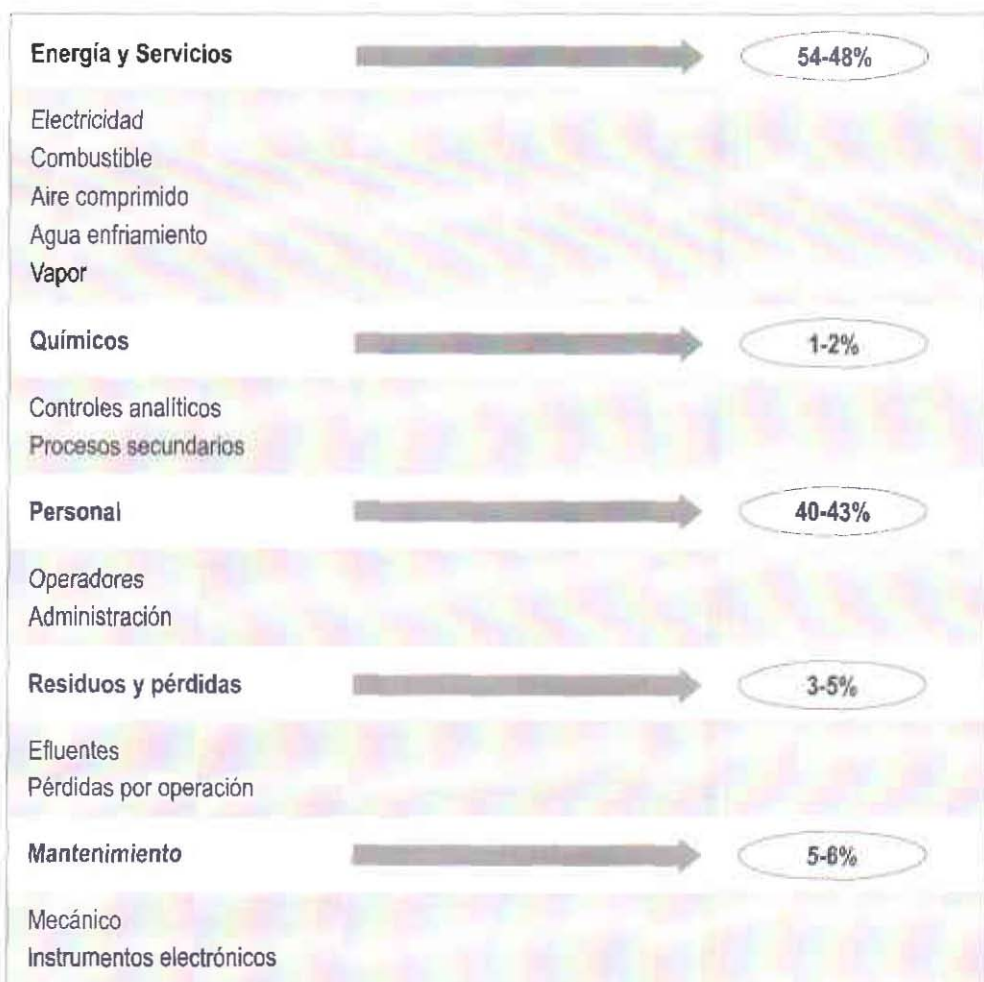 Energía y Servicios 54-48%
Electricidad
Combustible
Aire comprimido
Agua enfriamiento
Vapor
Químicos 1-2%
Controles analíticos
Procesos secundarios
Personal 40-43%
Operadores
Administración
Residuos y pérdidas 3-5%
Efluentes
Pérdidas por operación
Mantenimiento 5-6%
Mecánico
Instrumentos electrónicos